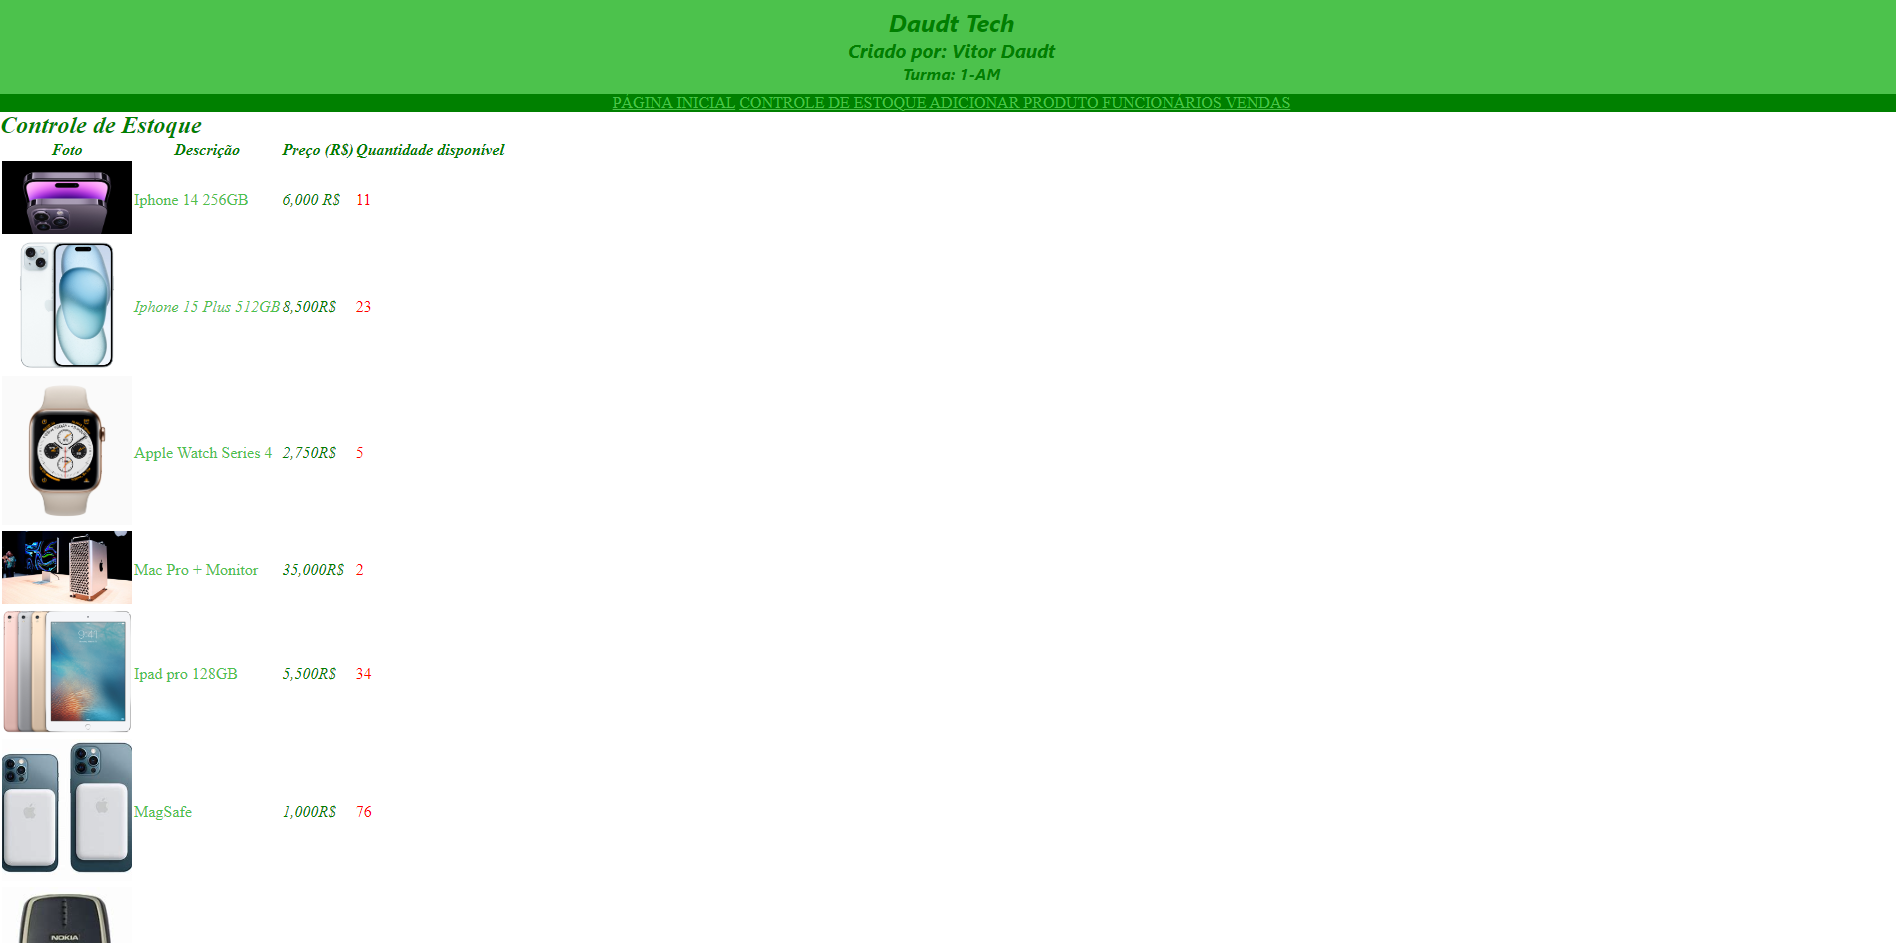 Daudt Tech
Criado por: Vitor Daudt
Turma: 1-AM
PÁGINA INICIAL CONTROLE DE ESTOQUE ADICIONAR PRODUTO FUNCIONÁRIOS VENDAS
Controle de Estoque
Foto Descrição Preço (R$) Quantidade disponível
Iphone 14 256GB 6,000 R$ 11
Iphone 15 Plus 512GB 8,500R$ 23
Apple Watch Series 4 2,750R$ 5
Mac Pro + Monitor 35,000R$ 2
9:41
Ipad pro 128GB 5,500R$ 34
MagSafe 1,000R$ 76
NOKIA